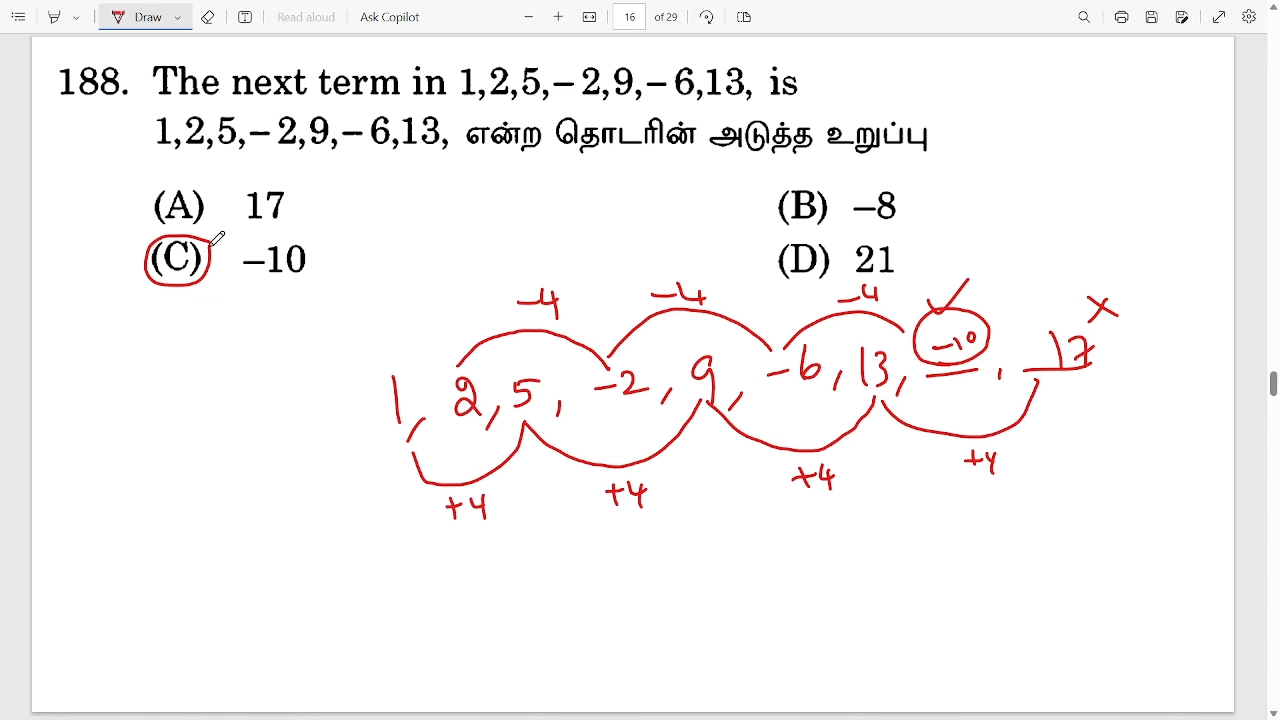 Draw
Read aloud
Ask Copilot
16
of 29
188. The next term in 1,2,5,–2,9,–6,13, is
1,2,5,–2,9,–6,13, என்ற தொடரின் அடுத்த உறுப்பு
(A) 17
(B) –8
(C) –10
(D) 21
–4 –4 –4
1, 2, 5, –2, 9, –6, 13, –10, 17
+4 +4 +4 +4